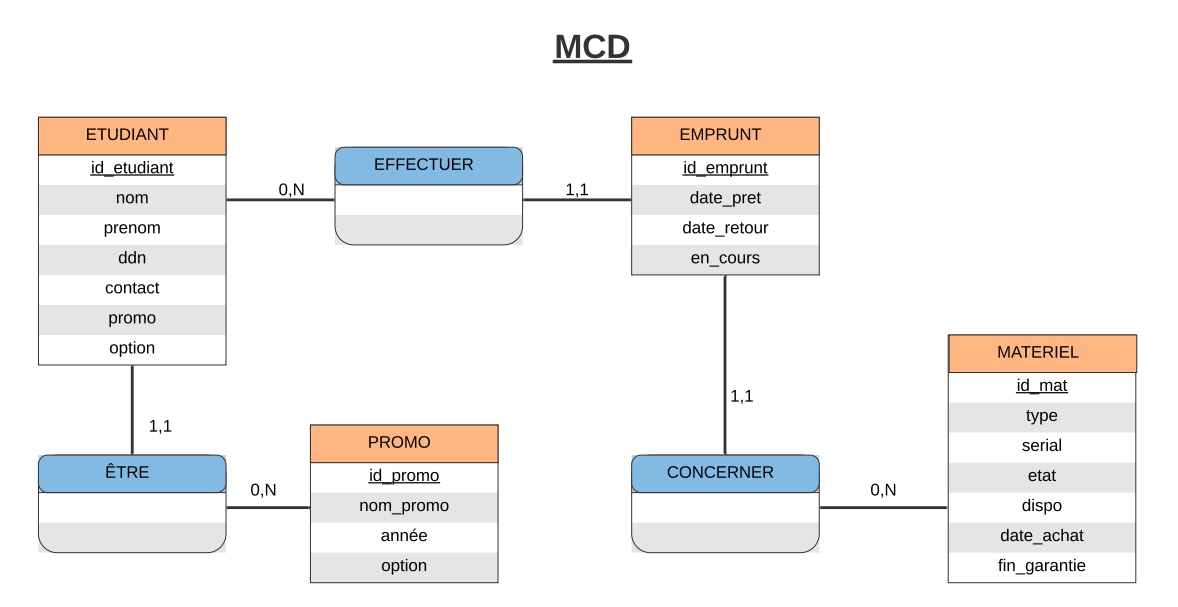 MCD
ETUDIANT
id_etudiant
nom
prenom
ddn
contact
promo
option
0,N
EFFECTUER
1,1
EMPRUNT
id_emprunt
date_pret
date_retour
en_cours
1,1
ÊTRE
0,N
PROMO
id_promo
nom_promo
année
option
1,1
CONCERNER
0,N
MATERIEL
id_mat
type
serial
etat
dispo
date_achat
fin_garantie